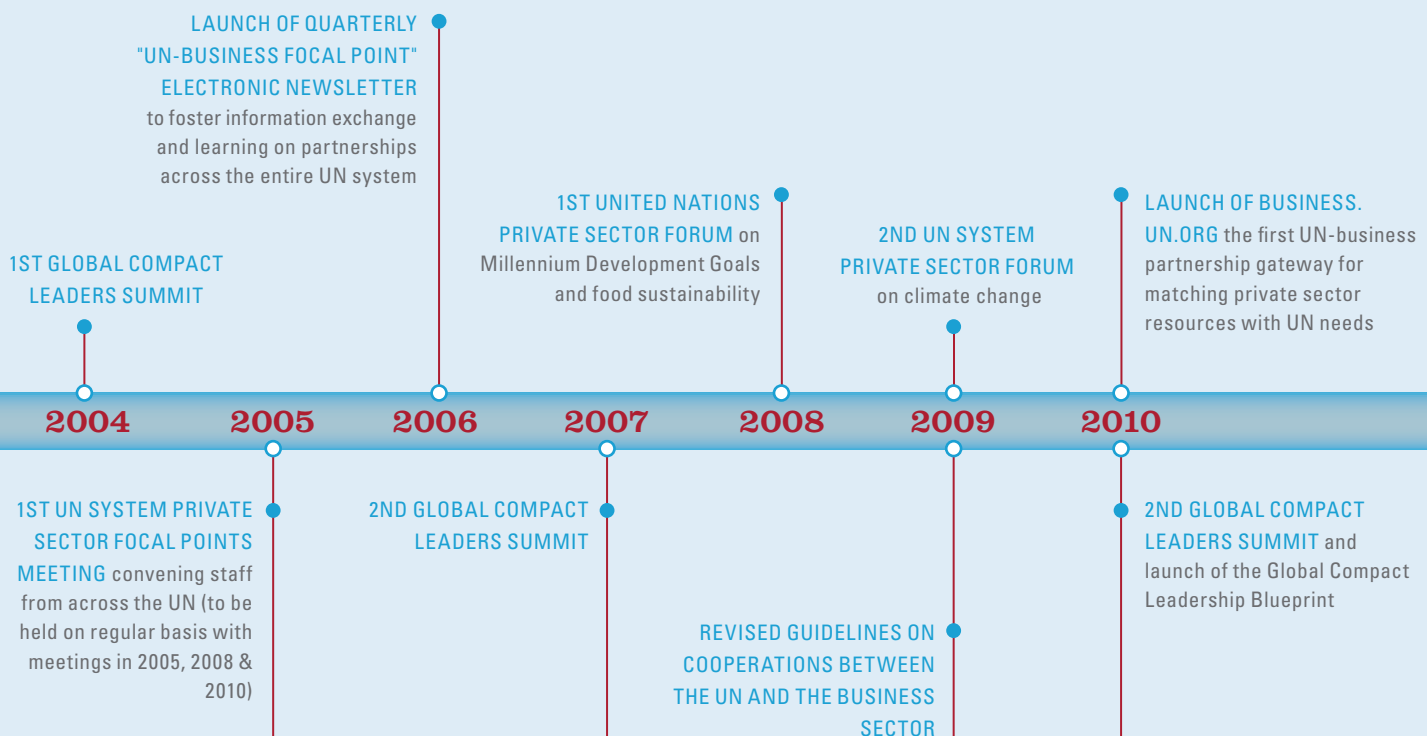 LAUNCH OF QUARTERLY
"UN-BUSINESS FOCAL POINT"
ELECTRONIC NEWSLETTER
to foster information exchange
and learning on partnerships
across the entire UN system
1ST GLOBAL COMPACT
LEADERS SUMMIT
1ST UNITED NATIONS
PRIVATE SECTOR FORUM on
Millennium Development Goals
and food sustainability
2ND UN SYSTEM
PRIVATE SECTOR FORUM
on climate change
LAUNCH OF BUSINESS.
UN.ORG the first UN-business
partnership gateway for
matching private sector
resources with UN needs
2004 2005 2006 2007 2008 2009 2010
1ST UN SYSTEM PRIVATE
SECTOR FOCAL POINTS
MEETING convening staff
from across the UN (to be
held on regular basis with
meetings in 2005, 2008 &
2010)
2ND GLOBAL COMPACT
LEADERS SUMMIT
REVISED GUIDELINES ON
COOPERATIONS BETWEEN
THE UN AND THE BUSINESS
SECTOR
2ND GLOBAL COMPACT
LEADERS SUMMIT and
launch of the Global Compact
Leadership Blueprint